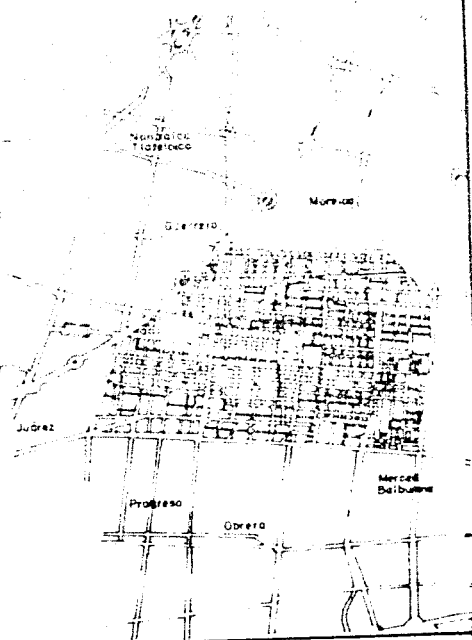 Nonoalco
Tlatelolco
Morelos
Guerrero
Juárez
Merced
Balbuena
Progreso
Obrera